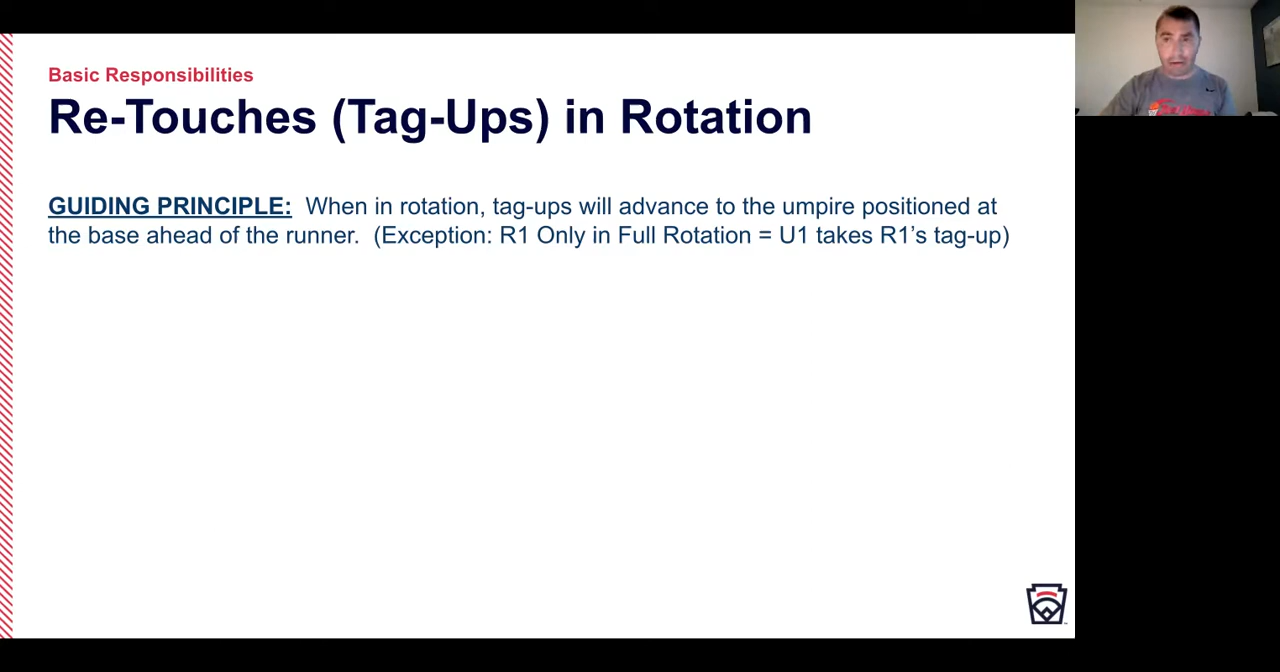 Basic Responsibilities
Re-Touches (Tag-Ups) in Rotation
GUIDING PRINCIPLE: When in rotation, tag-ups will advance to the umpire positioned at
the base ahead of the runner. (Exception: R1 Only in Full Rotation = U1 takes R1’s tag-up)